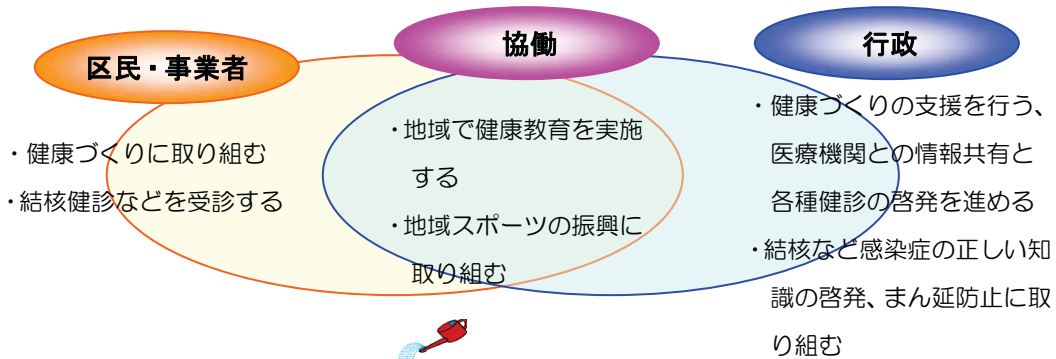 区民・事業者
・健康づくりに取り組む
・結核健診などを受診する
協働
・地域で健康教育を実施
する
・地域スポーツの振興に
取り組む
行政
・健康づくりの支援を行う、
医療機関との情報共有と
各種健診の啓発を進める
・結核など感染症の正しい知
識の啓発、まん延防止に取
り組む